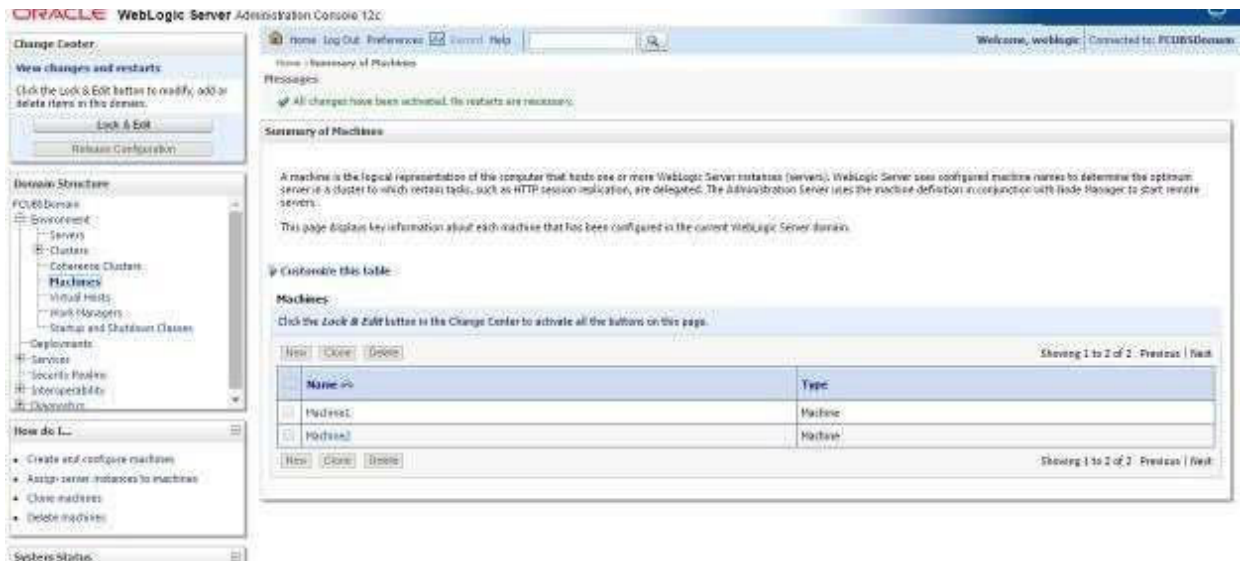 ORACLE WebLogic Server Administration Console 12c
Change Center
View changes and restarts
Click the Lock & Edit button to modify, add or
delete items in this domain.
Lock & Edit
Release Configuration
Domain Structure
FCUBSDomain
Environment
Servers
Clusters
Coherence Clusters
Machines
Virtual Hosts
Work Managers
Startup and Shutdown Classes
Deployments
Services
Security Realms
Interoperability
Diagnostics
How do I...
Create and configure machines
Assign server instances to machines
Clone machines
Delete machines
System Status
Home Log Out Preferences Record Help
Welcome, weblogic Connected to: FCUBSDomain
Home >Summary of Machines
Messages
All changes have been activated. No restarts are necessary.
Summary of Machines
A machine is the logical representation of the computer that hosts one or more WebLogic Server instances (servers). WebLogic Server uses configured machine names to determine the optimum
server in a cluster to which certain tasks, such as HTTP session replication, are delegated. The Administration Server uses the machine definition in conjunction with Node Manager to start remote
servers.
This page displays key information about each machine that has been configured in the current WebLogic Server domain.
Customize this table
Machines
Click the Lock & Edit button in the Change Center to activate all the buttons on this page.
New Clone Delete
Showing 1 to 2 of 2 Previous | Next
Name Type
Machine1 Machine
Machine2 Machine
New Clone Delete
Showing 1 to 2 of 2 Previous | Next